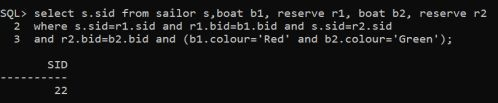 SQL> select s.sid from sailor s,boat b1, reserve r1, boat b2, reserve r2
2 where s.sid=r1.sid and r1.bid=b1.bid and s.sid=r2.sid
3 and r2.bid=b2.bid and (b1.colour='Red' and b2.colour='Green');
SID
----------
22